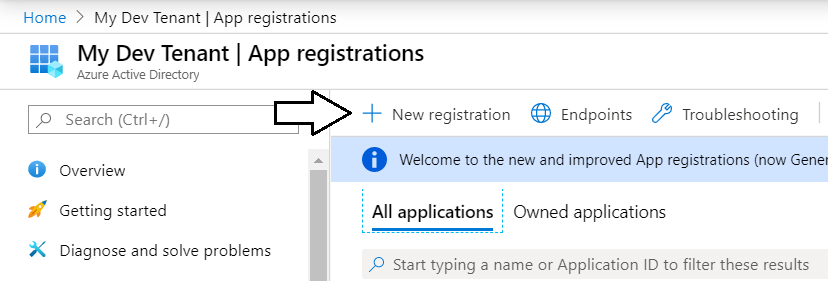 Home > My Dev Tenant | App registrations
My Dev Tenant | App registrations
Azure Active Directory
Search (Ctrl+/)
Overview
Getting started
Diagnose and solve problems
New registration Endpoints Troubleshooting
Welcome to the new and improved App registrations (now Gener
All applications Owned applications
Start typing a name or Application ID to filter these results